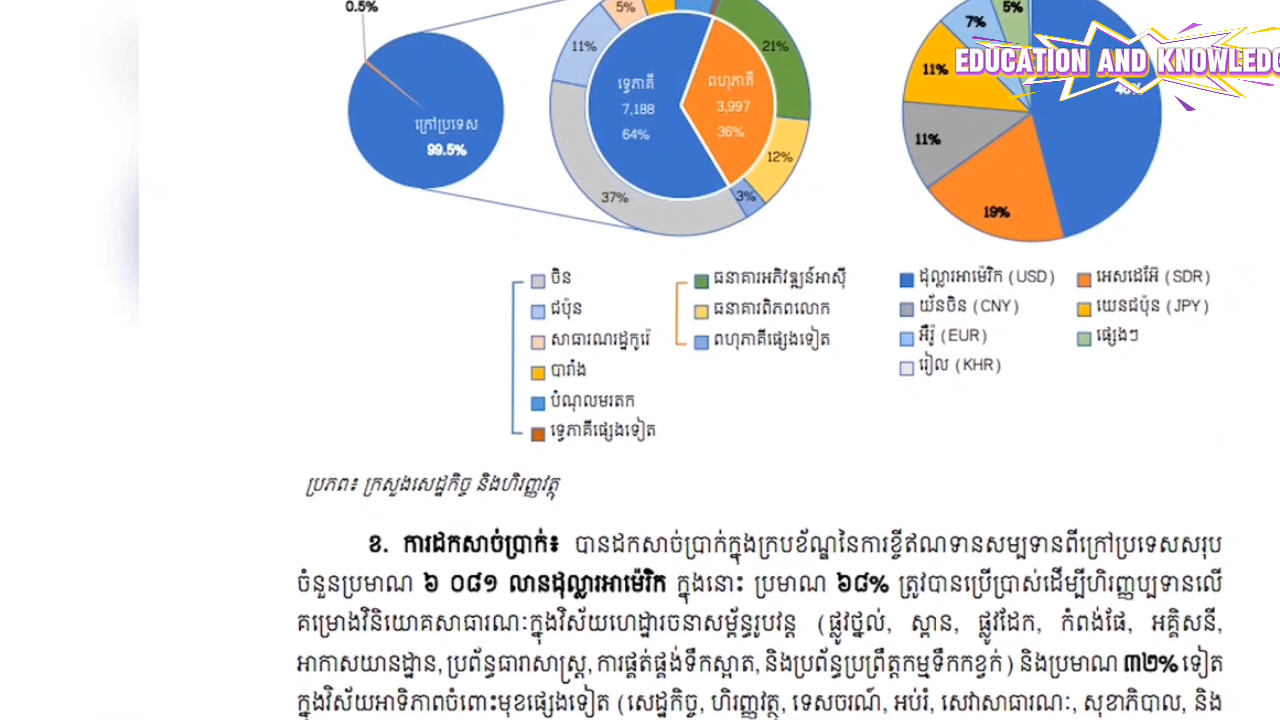 0.5%
ក្រៅប្រទេស
99.5%
11%
5%
ទ្វេភាគី
7,188
64%
ពហុភាគី
3,997
36%
21%
12%
3%
37%
7%
5%
11%
11%
19%
EDUCATION AND KNOWLEDG
ចិន
ជប៉ុន
សាធារណរដ្ឋកូរ៉េ
បារាំង
បំណុលមរតក
ទ្វេភាគីផ្សេងទៀត
ធនាគារអភិវឌ្ឍន៍អាស៊ី
ធនាគារពិភពលោក
ពហុភាគីផ្សេងទៀត
ដុល្លារអាម៉េរិក (USD) អេសដេអ៊ែ (SDR)
យ័នចិន (CNY) យេនជប៉ុន (JPY)
អឺរ៉ូ (EUR) ផ្សេងៗ
រៀល (KHR)
ប្រភព៖ ក្រសួងសេដ្ឋកិច្ច និងហិរញ្ញវត្ថុ
ខ. ការដកសាច់ប្រាក់៖ បានដកសាច់ប្រាក់ក្នុងក្របខ័ណ្ឌនៃការខ្ចីឥណទានសម្បទានពីក្រៅប្រទេសសរុប
ចំនួនប្រមាណ ៦ ០៨១ លានដុល្លារអាម៉េរិក ក្នុងនោះ ប្រមាណ ៦៨% ត្រូវបានប្រើប្រាស់ដើម្បីហិរញ្ញប្បទានលើ
គម្រោងវិនិយោគសាធារណៈក្នុងវិស័យហេដ្ឋារចនាសម្ព័ន្ធរូបវន្ត (ផ្លូវថ្នល់, ស្ពាន, ផ្លូវដែក, កំពង់ផែ, អគ្គិសនី,
អាកាសយានដ្ឋាន, ប្រព័ន្ធធារាសាស្ត្រ, ការផ្គត់ផ្គង់ទឹកស្អាត, និងប្រព័ន្ធប្រព្រឹត្តកម្មទឹកកខ្វក់) និងប្រមាណ ៣២% ទៀត
ក្នុងវិស័យអាទិភាពចំពោះមុខផ្សេងទៀត (សេដ្ឋកិច្ច, ហិរញ្ញវត្ថុ, ទេសចរណ៍, អប់រំ, សេវាសាធារណៈ, សុខាភិបាល, និង